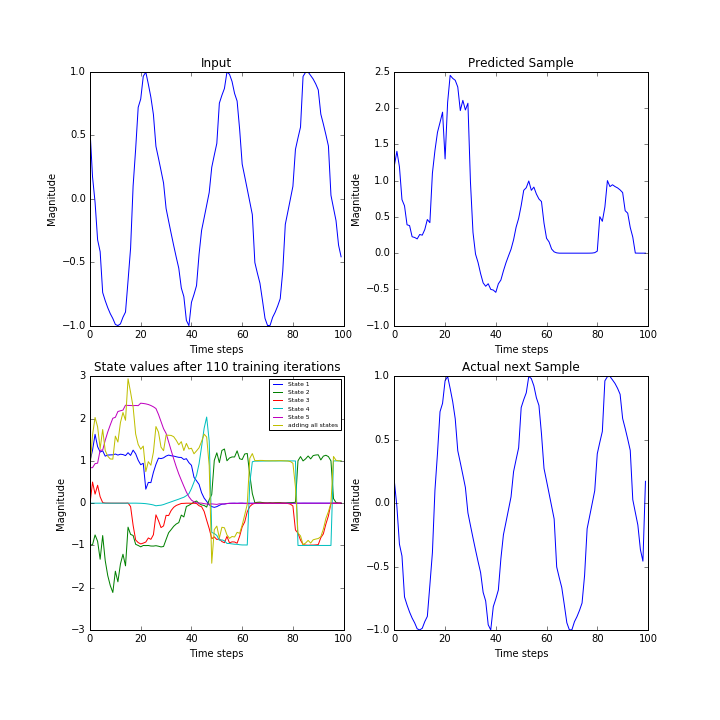 Input
Magnitude
1.0
0.5
0.0
−0.5
−1.0
0 20 40 60 80 100
Time steps
Predicted Sample
Magnitude
2.5
2.0
1.5
1.0
0.5
0.0
−0.5
−1.0
0 20 40 60 80 100
Time steps
State values after 110 training iterations
Magnitude
3
2
1
0
−1
−2
−3
State 1
State 2
State 3
State 4
State 5
adding all states
0 20 40 60 80 100
Time steps
Actual next Sample
Magnitude
1.0
0.5
0.0
−0.5
−1.0
0 20 40 60 80 100
Time steps